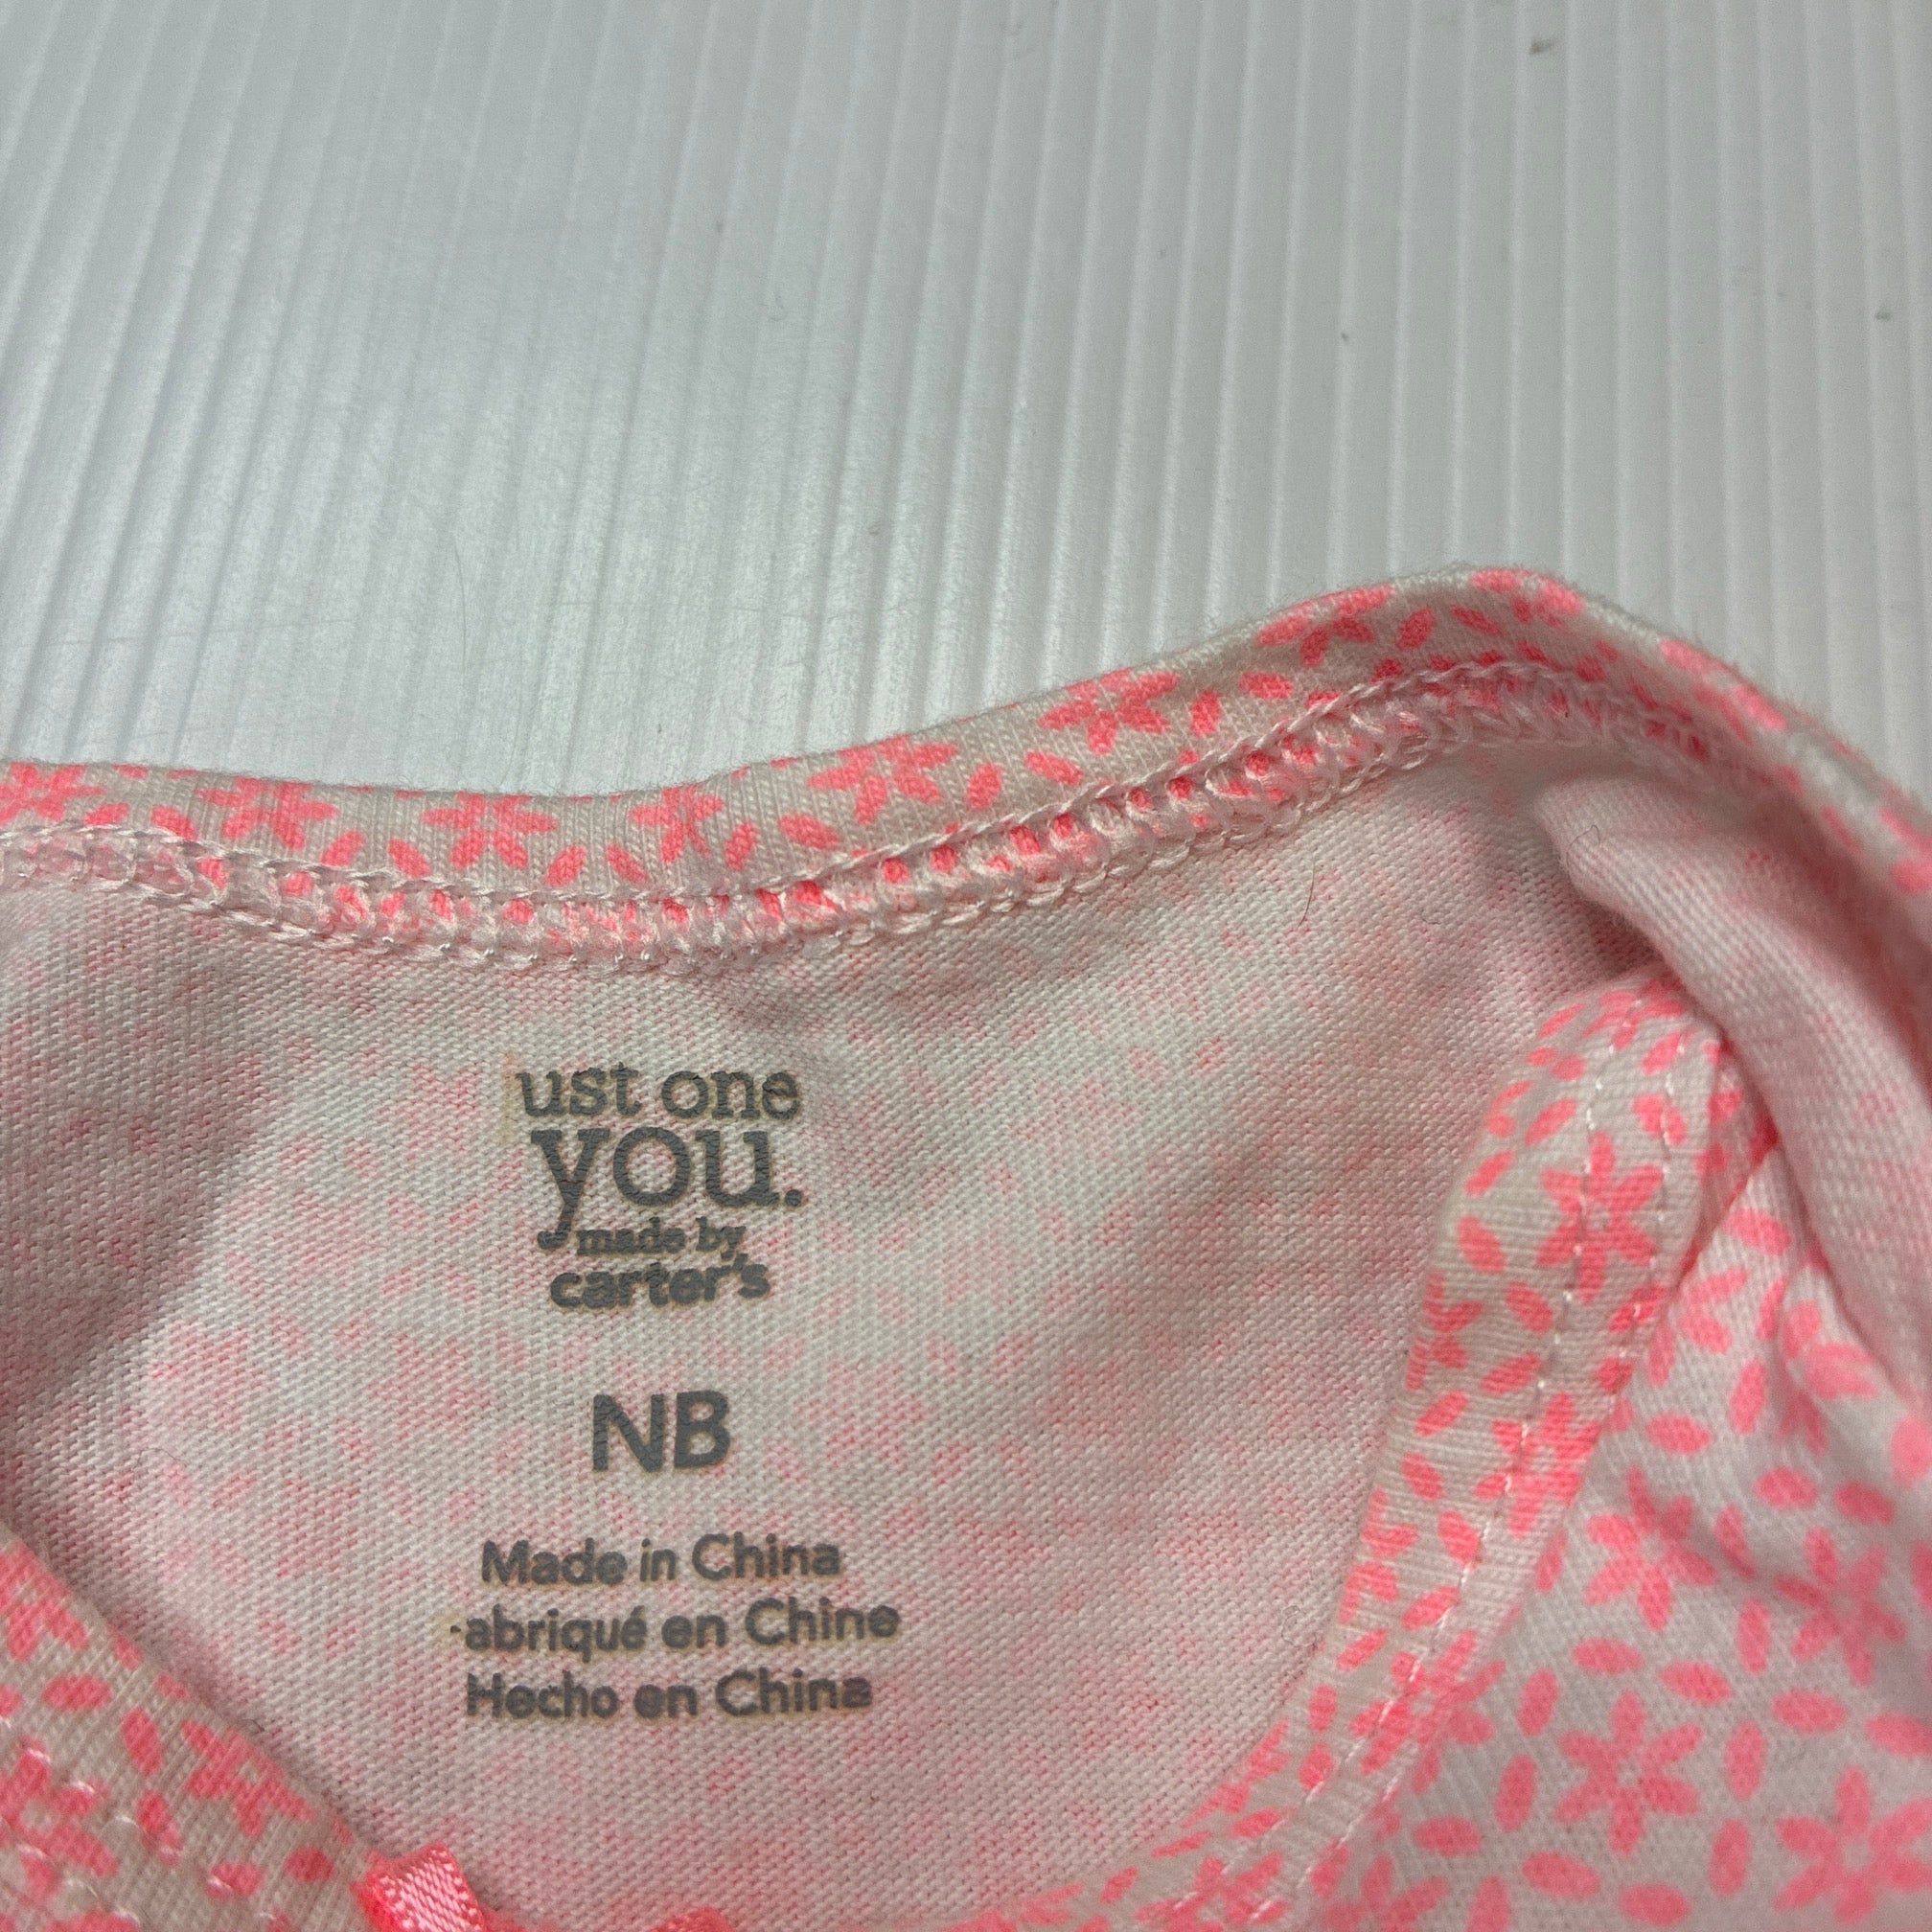 ust one
you.
made by
carter's
NB
Made in China
abriqué en Chine
Hecho en China